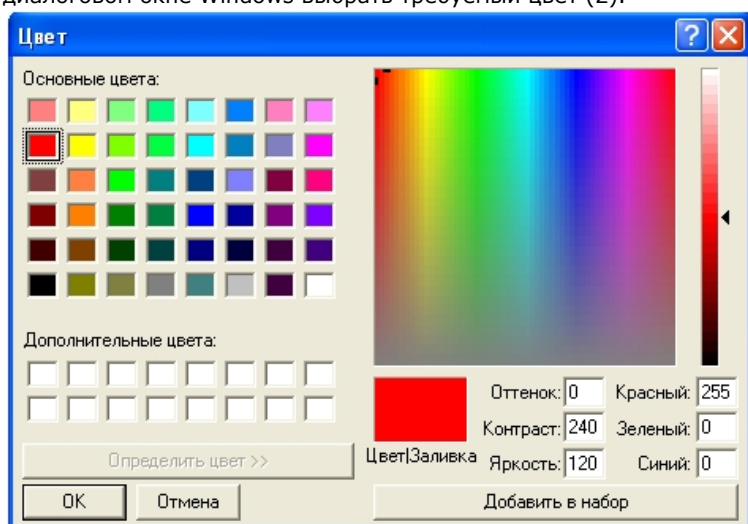 диалоговом окне Windows выбрать требуемый цвет (2).
Цвет
Основные цвета:
Дополнительные цвета:
Определить цвет >>
ОК
Отмена
Цвет|Заливка
Оттенок: 0
Красный: 255
Контраст: 240
Зеленый: 0
Яркость: 120
Синий: 0
Добавить в набор